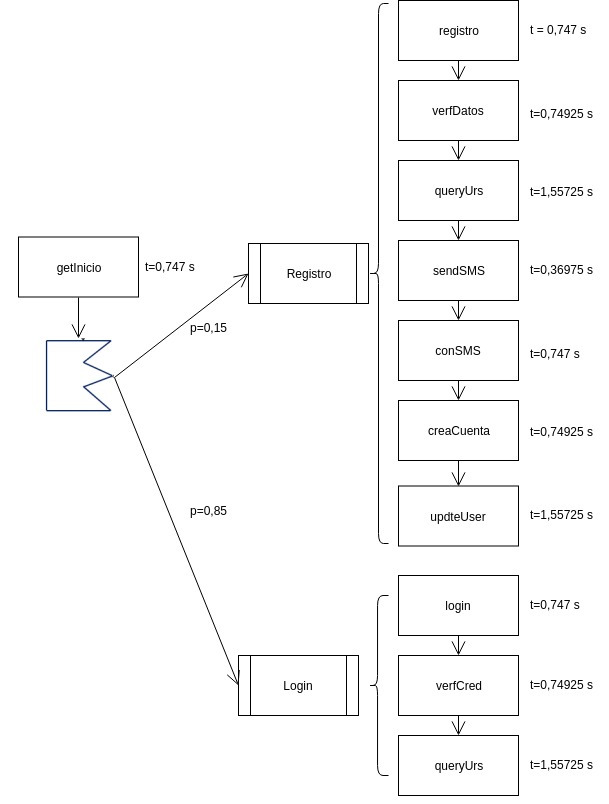 getInicio
t=0,747 s
p=0,15
p=0,85
Registro
registro
t = 0,747 s
verfDatos
t=0,74925 s
queryUrs
t=1,55725 s
sendSMS
t=0,36975 s
conSMS
t=0,747 s
creaCuenta
t=0,74925 s
updteUser
t=1,55725 s
Login
login
t=0,747 s
verfCred
t=0,74925 s
queryUrs
t=1,55725 s